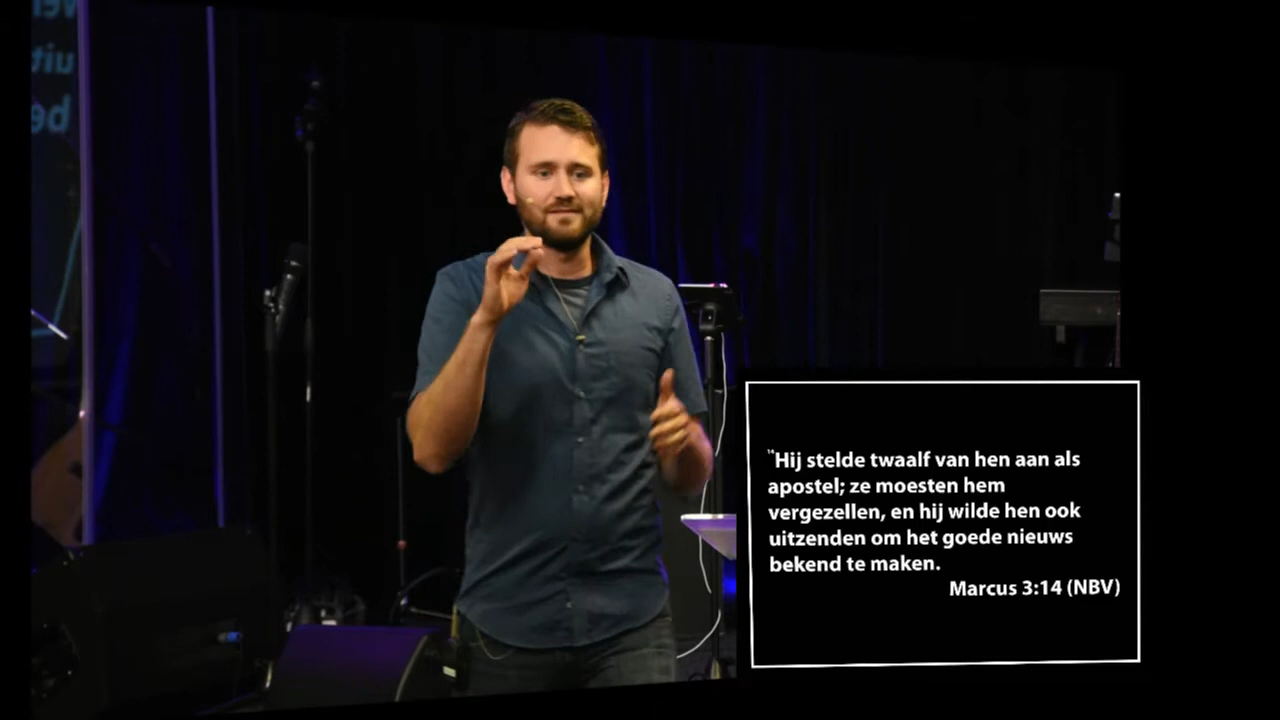 "Hij stelde twaalf van hen aan als
apostel; ze moesten hem
vergezellen, en hij wilde hen ook
uitzenden om het goede nieuws
bekend te maken.
Marcus 3:14 (NBV)